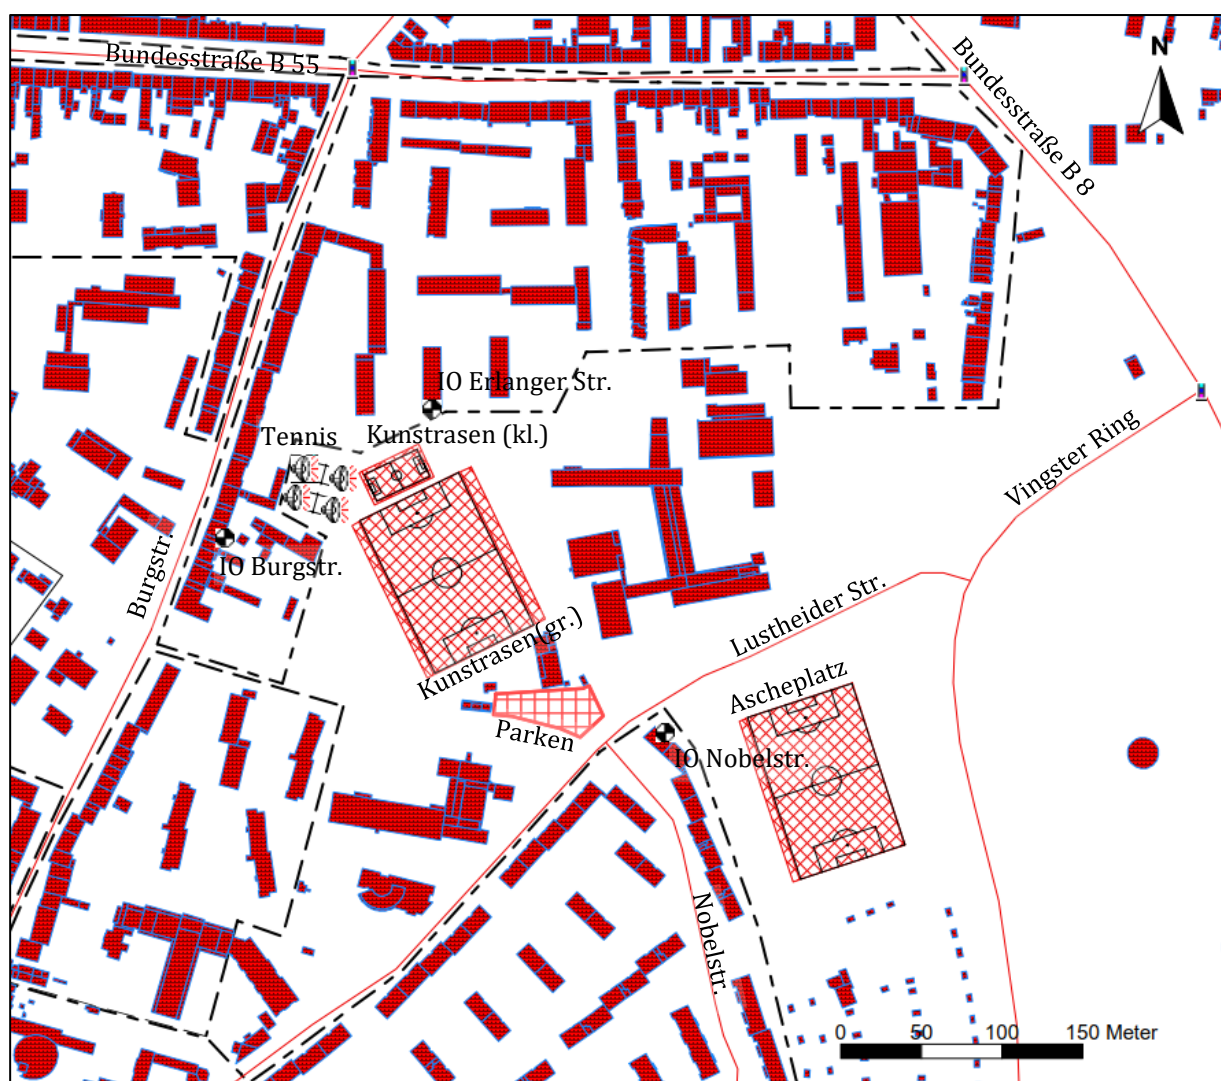 Bundesstraße B 55
Bundesstraße B 8
N
IO Erlanger Str.
Tennis
Kunstrasen (kl.)
Vingster Ring
Burgstr.
IO Burgstr.
Lustheider Str.
Kunstrasen(gr.)
Ascheplatz
Parken
IO Nobelstr.
Nobelstr.
0 50 100 150 Meter